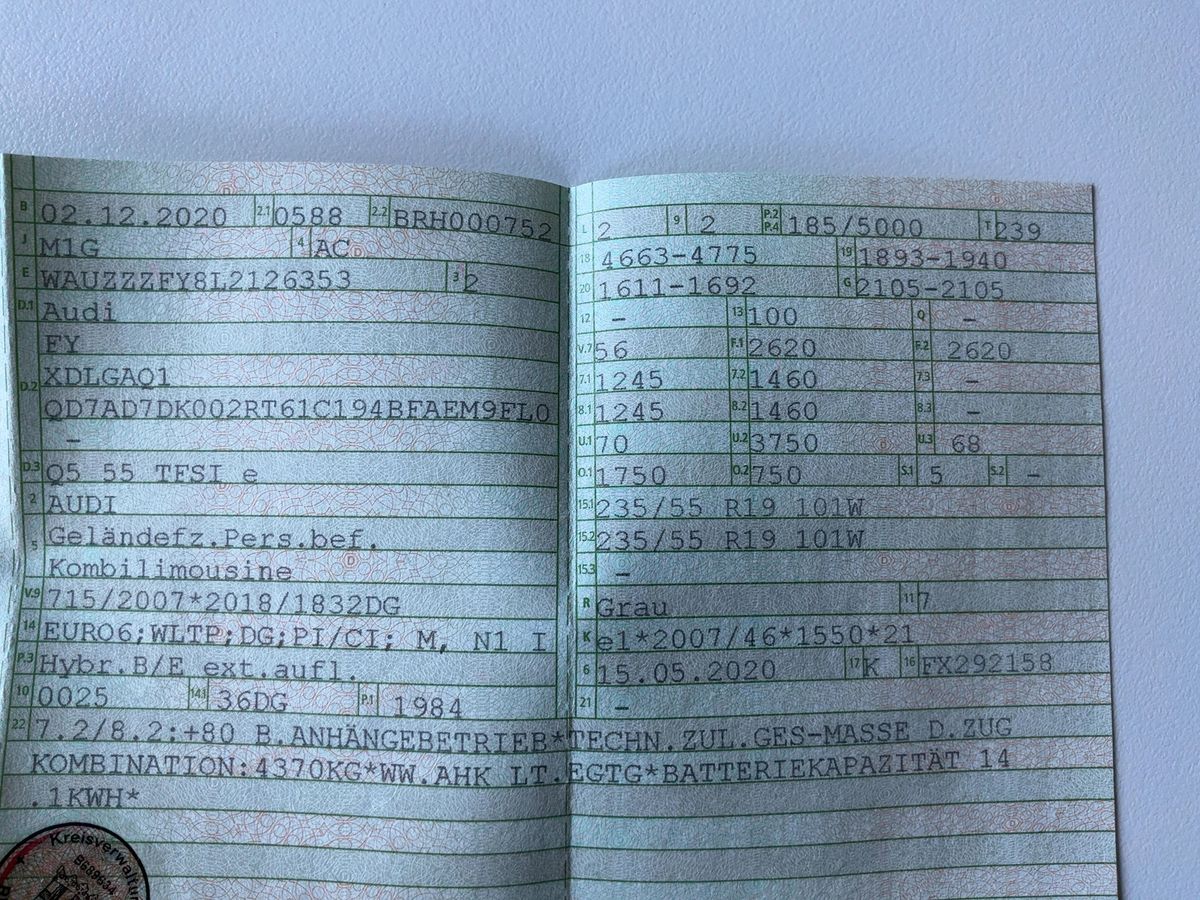 B 02.12.2020 2.1 0588 2.2 BRH000752
J M1G 4 AC
E WAUZZZFY8L2126353 3 2
D.1 Audi
FY
D.2 XDLGAQ1
QD7AD7DK002RT61C194BFAEM9FL0
–
D.3 Q5 55 TFSI e
2 AUDI
5 Geländefz.Pers.bef.
Kombilimousine
V.9 715/2007*2018/1832DG
14 EURO6;WLTP;DG;PI/CI; M, N1 I
P.3 Hybr.B/E ext.aufl.
10 0025 14.1 36DG P.1 1984
L 2 9 2 P.2 P.4 185/5000 T 239
18 4663-4775 19 1893-1940
20 1611-1692 G 2105-2105
12 – 13 100 Q –
V.7 56 F.1 2620 F.2 2620
7.1 1245 7.2 1460 7.3 –
8.1 1245 8.2 1460 8.3 –
U.1 70 U.2 3750 U.3 68
O.1 1750 O.2 750 S.1 5 S.2 –
15.1 235/55 R19 101W
15.2 235/55 R19 101W
15.3 –
R Grau 11 7
K e1*2007/46*1550*21
6 15.05.2020 17 K 16 FX292158
21 –
22 7.2/8.2:+80 B.ANHÄNGEBETRIEB*TECHN.ZUL.GES-MASSE D.ZUG
KOMBINATION:4370KG*WW.AHK LT.EGTG*BATTERIEKAPAZITÄT 14
.1KWH*
Kreisverwaltun
B689634